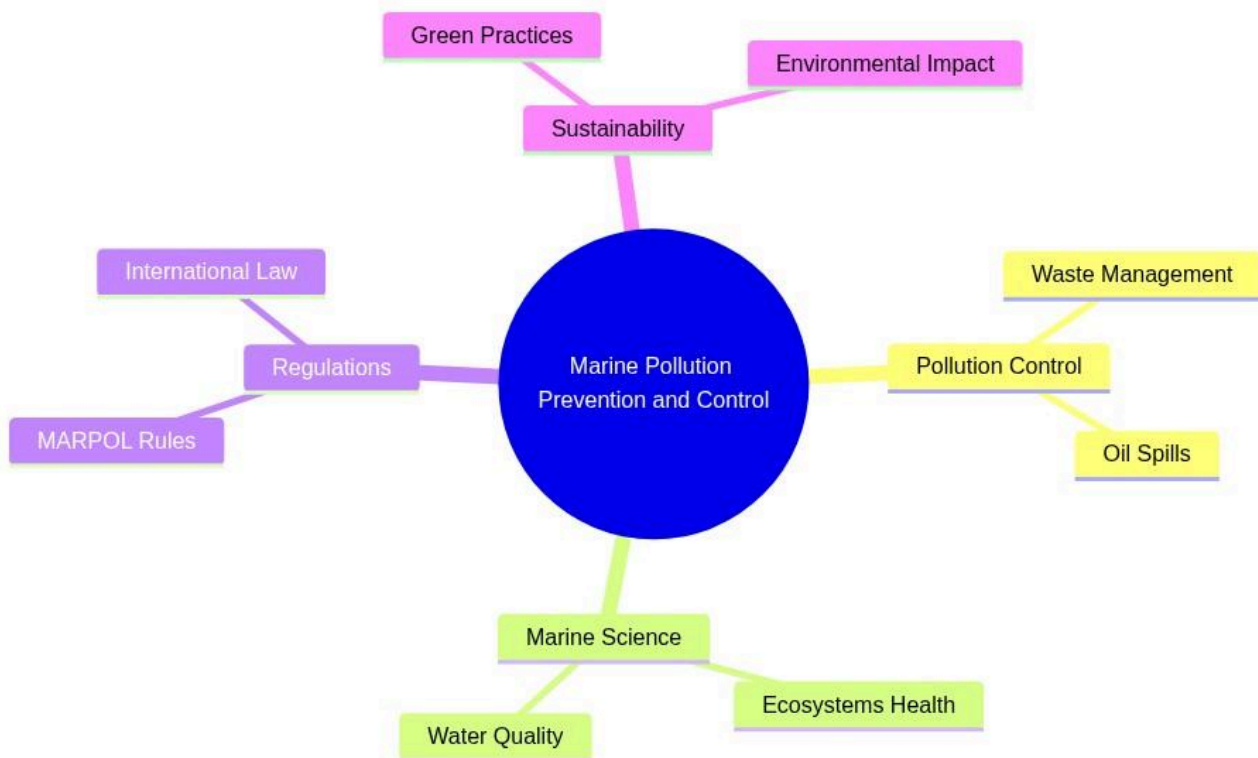 Green Practices
Environmental Impact
Sustainability
International Law
Waste Management
Regulations
Marine Pollution
Prevention and Control
Pollution Control
MARPOL Rules
Oil Spills
Marine Science
Ecosystems Health
Water Quality